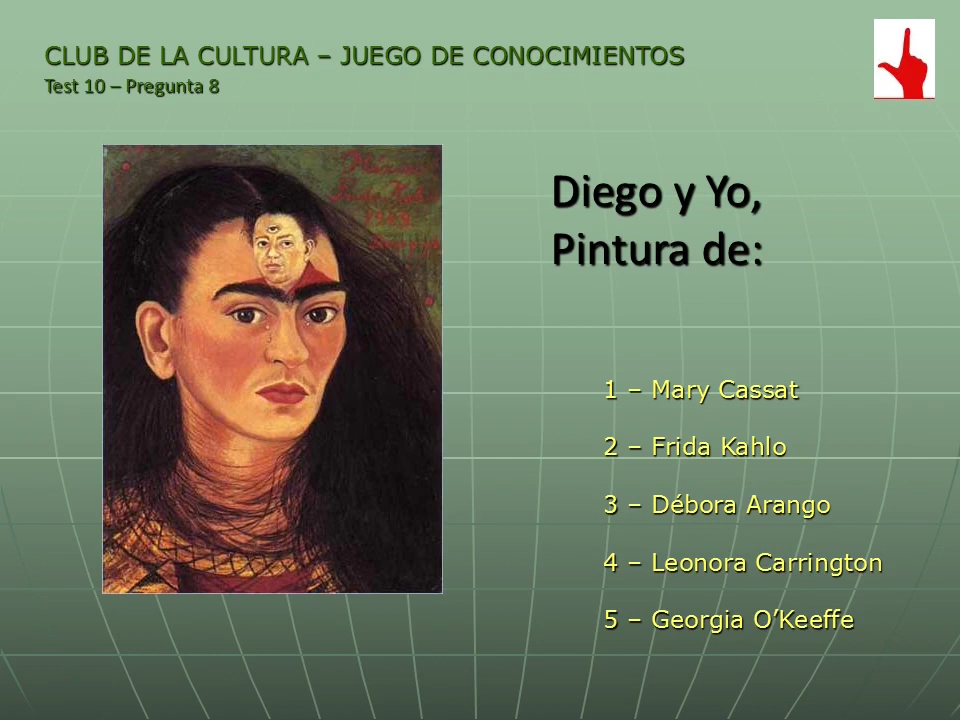 CLUB DE LA CULTURA – JUEGO DE CONOCIMIENTOS
Test 10 – Pregunta 8
Diego y Yo,
Pintura de:
1 – Mary Cassat
2 – Frida Kahlo
3 – Débora Arango
4 – Leonora Carrington
5 – Georgia O’Keeffe